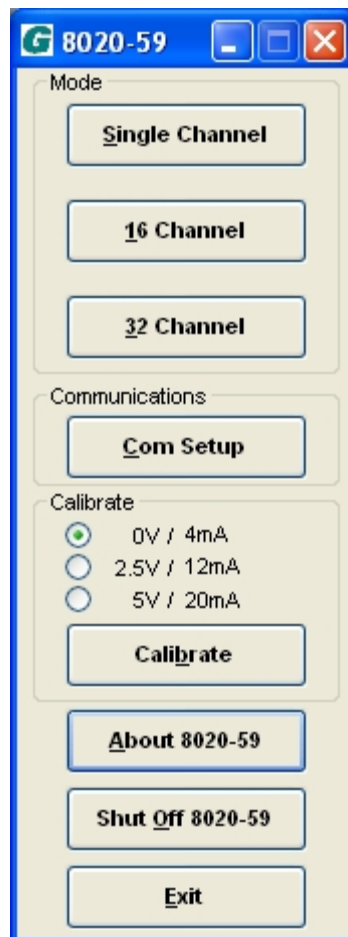 G 8020-59
Mode
Single Channel
16 Channel
32 Channel
Communications
Com Setup
Calibrate
0V / 4mA
2.5V / 12mA
5V / 20mA
Calibrate
About 8020-59
Shut Off 8020-59
Exit